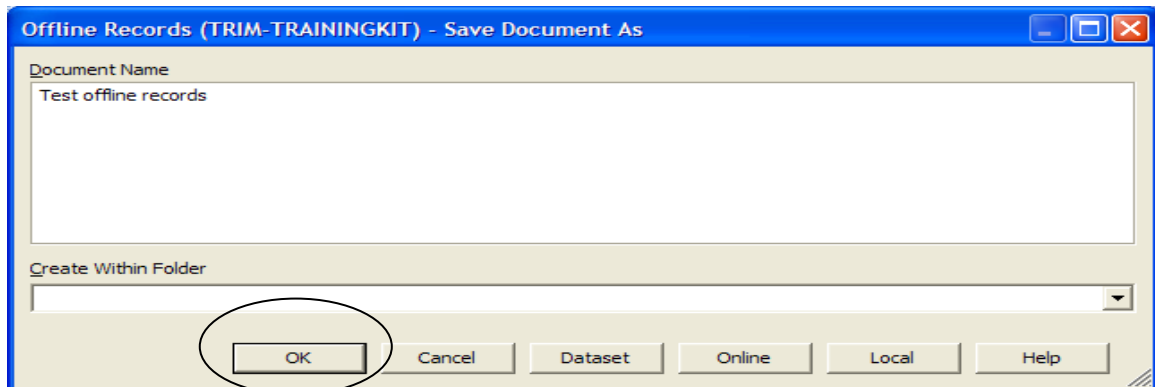 Offline Records (TRIM-TRAININGKIT) - Save Document As
Document Name
Test offline records
Create Within Folder
OK Cancel Dataset Online Local Help